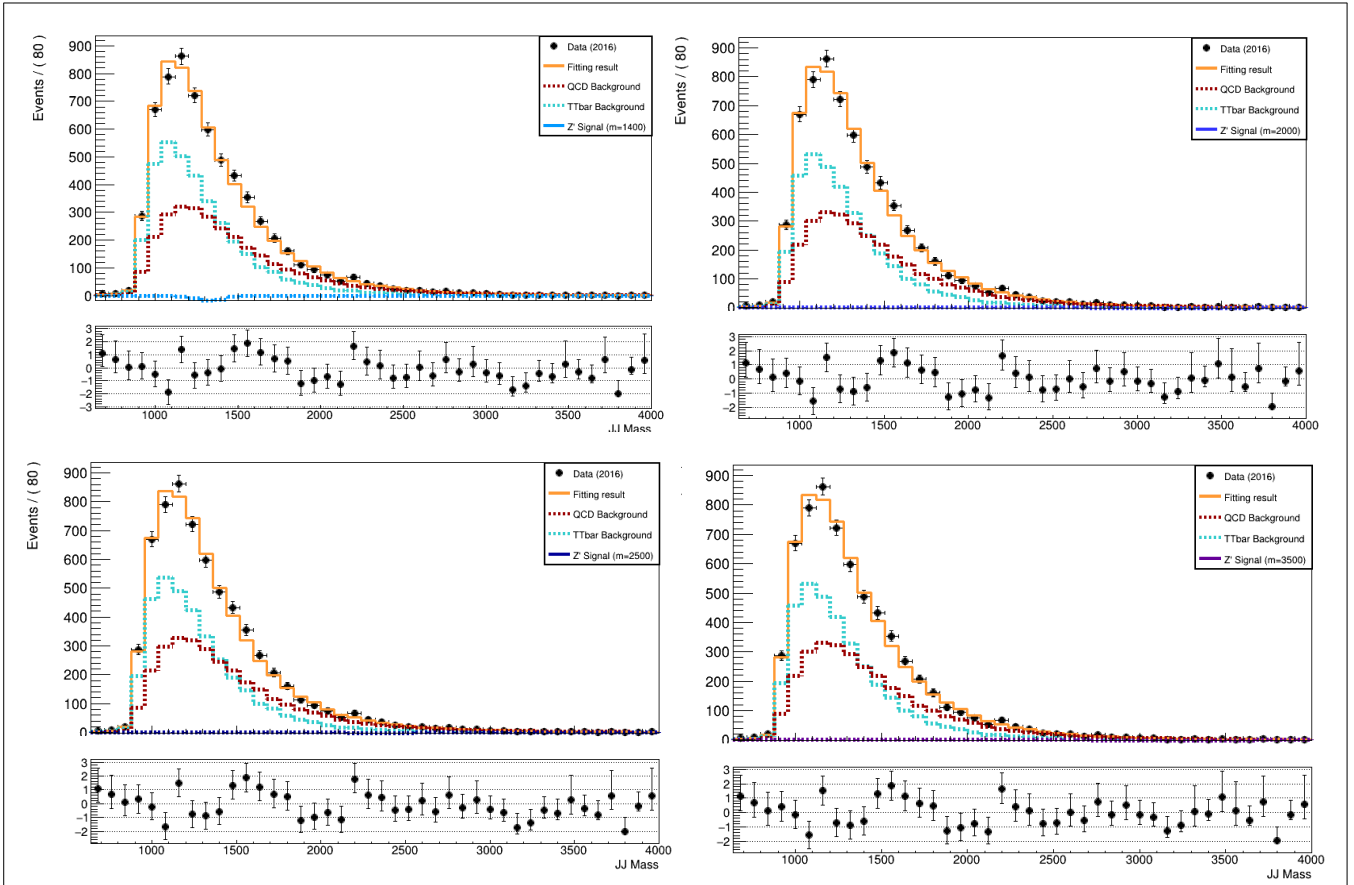 Events / ( 80 )
900
800
700
600
500
400
300
200
100
0
Data (2016)
Fitting result
QCD Background
TTbar Background
Z' Signal (m=1400)
3
2
1
0
−1
−2
−3
1000 1500 2000 2500 3000 3500 4000
JJ Mass
Events / ( 80 )
900
800
700
600
500
400
300
200
100
0
Data (2016)
Fitting result
QCD Background
TTbar Background
Z' Signal (m=2000)
3
2
1
0
−1
−2
1000 1500 2000 2500 3000 3500 4000
JJ Mass
Events / ( 80 )
900
800
700
600
500
400
300
200
100
0
Data (2016)
Fitting result
QCD Background
TTbar Background
Z' Signal (m=2500)
3
2
1
0
−1
−2
1000 1500 2000 2500 3000 3500 4000
JJ Mass
900
800
700
600
500
400
300
200
100
0
Data (2016)
Fitting result
QCD Background
TTbar Background
Z' Signal (m=3500)
3
2
1
0
−1
−2
1000 1500 2000 2500 3000 3500 4000
JJ Mass